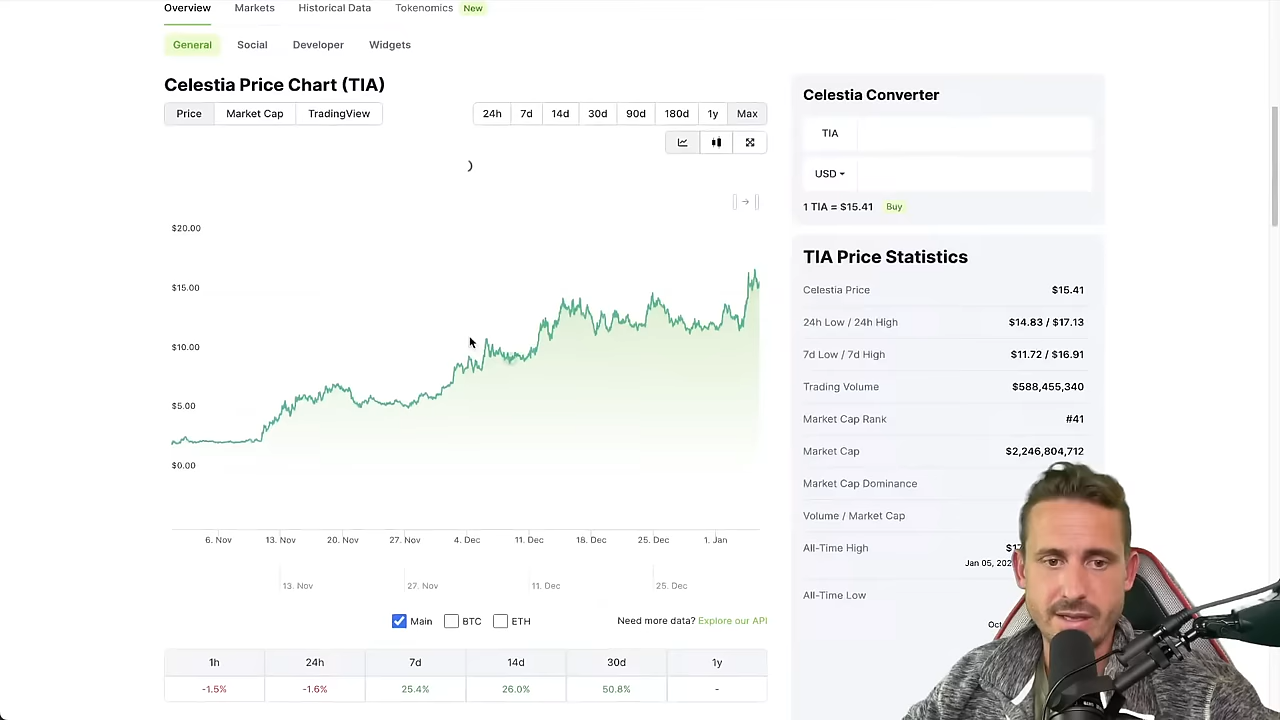 Overview Markets Historical Data Tokenomics New
General Social Developer Widgets
Celestia Price Chart (TIA)
Price Market Cap TradingView 24h 7d 14d 30d 90d 180d 1y Max
$20.00
$15.00
$10.00
$5.00
$0.00
6. Nov 13. Nov 20. Nov 27. Nov 4. Dec 11. Dec 18. Dec 25. Dec 1. Jan
13. Nov 27. Nov 11. Dec 25. Dec
Main BTC ETH Need more data? Explore our API
1h 24h 7d 14d 30d 1y
-1.5% -1.6% 25.4% 26.0% 50.8% -
Celestia Converter
TIA
USD
1 TIA = $15.41 Buy
TIA Price Statistics
Celestia Price $15.41
24h Low / 24h High $14.83 / $17.13
7d Low / 7d High $11.72 / $16.91
Trading Volume $588,455,340
Market Cap Rank #41
Market Cap $2,246,804,712
Market Cap Dominance
Volume / Market Cap
All-Time High
Jan 05,
All-Time Low